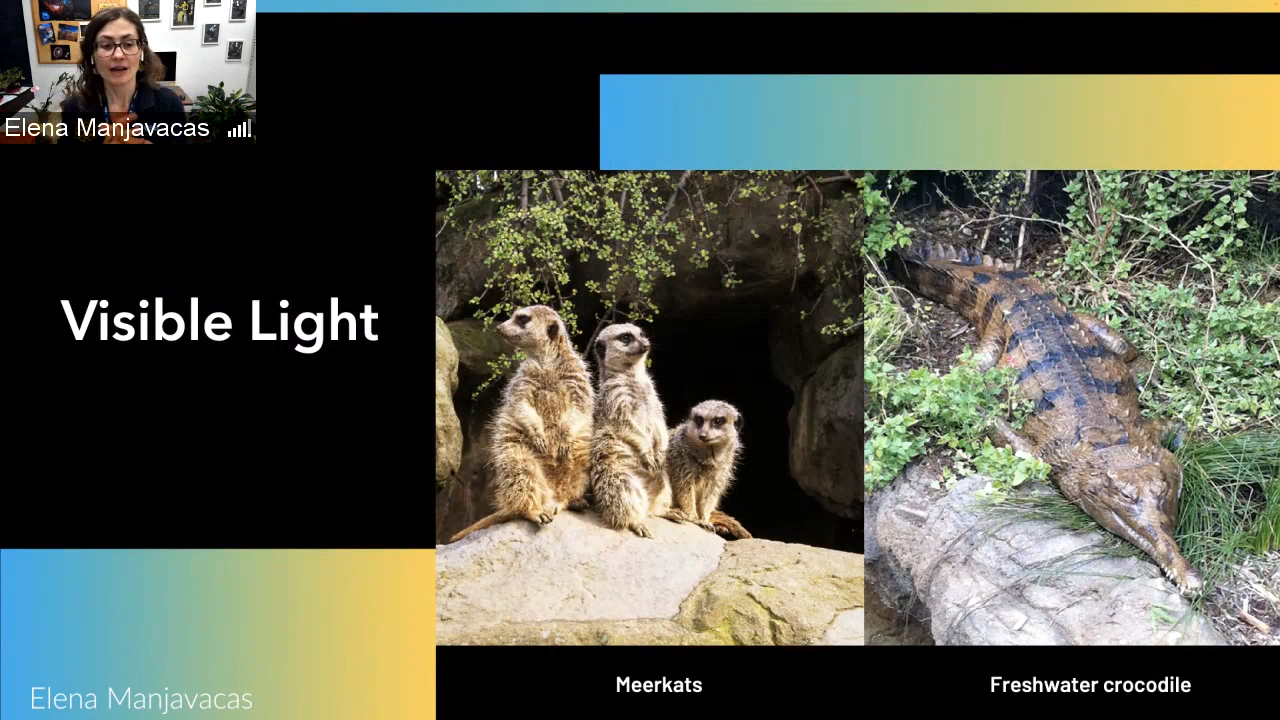 Elena Manjavacas
Visible Light
Meerkats
Freshwater crocodile
Elena Manjavacas